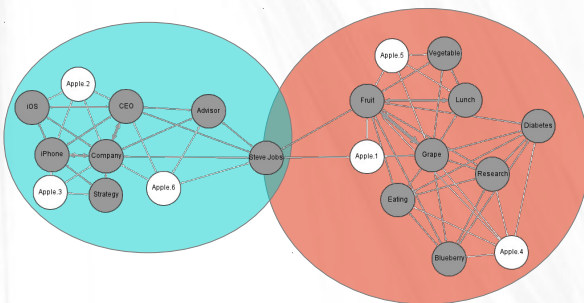 Apple.2
iOS
CEO
Advisor
iPhone
Company
Apple.3
Strategy
Apple.6
Steve Jobs
Apple.5
Vegetable
Fruit
Lunch
Diabetes
Apple.1
Grape
Research
Eating
Blueberry
Apple.4